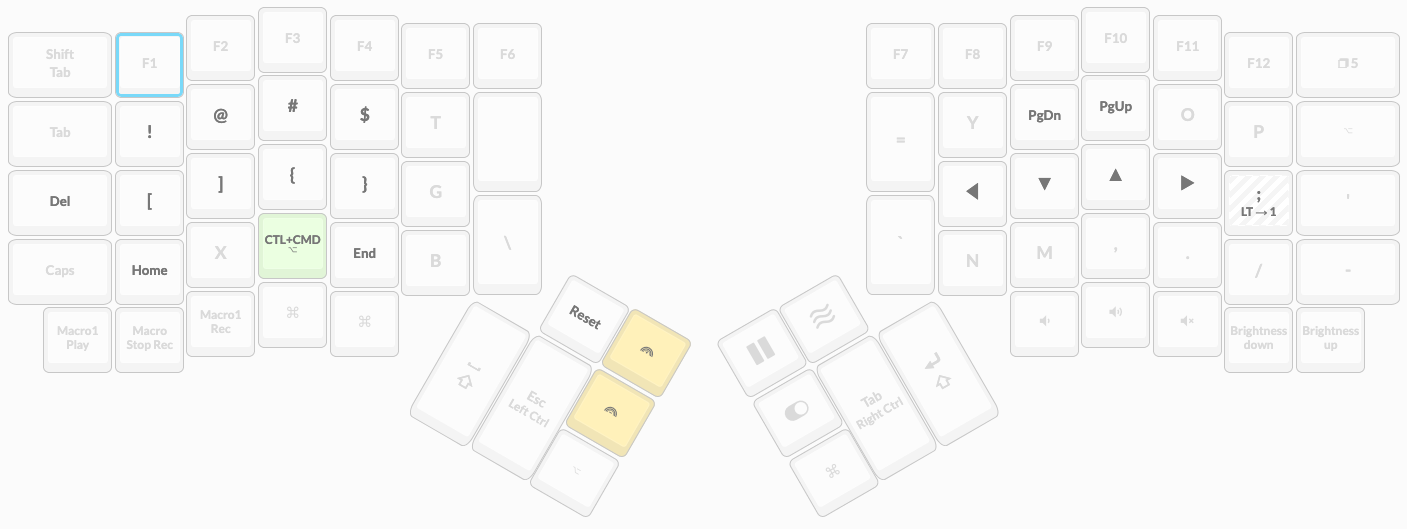 Shift
Tab
F1
F2
F3
F4
F5
F6
F7
F8
F9
F10
F11
F12
5
Tab
!
@
#
$
T
=
Y
PgDn
PgUp
O
P
Del
[
]
{
}
G
;
LT → 1
'
Caps
Home
X
CTL+CMD
End
B
\
`
N
M
,
.
/
-
Macro1
Play
Macro
Stop Rec
Macro1
Rec
Brightness
down
Brightness
up
Reset
Esc
Left Ctrl
Tab
Right Ctrl